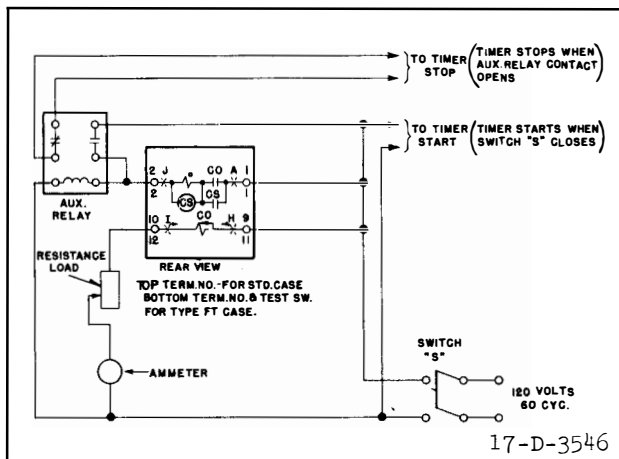 TO TIMER STOP
(TIMER STOPS WHEN AUX. RELAY CONTACT OPENS)
TO TIMER START
(TIMER STARTS WHEN SWITCH "S" CLOSES)
2 J CO A 1
2 CS CS 1
10 I CO H 9
12 11
AUX.
RELAY
REAR VIEW
RESISTANCE
LOAD
TOP TERM.NO.-FOR STD.CASE
BOTTOM TERM.NO.& TEST SW.
FOR TYPE FT CASE.
AMMETER
SWITCH
"S"
120 VOLTS
60 CYC.
17-D-3546